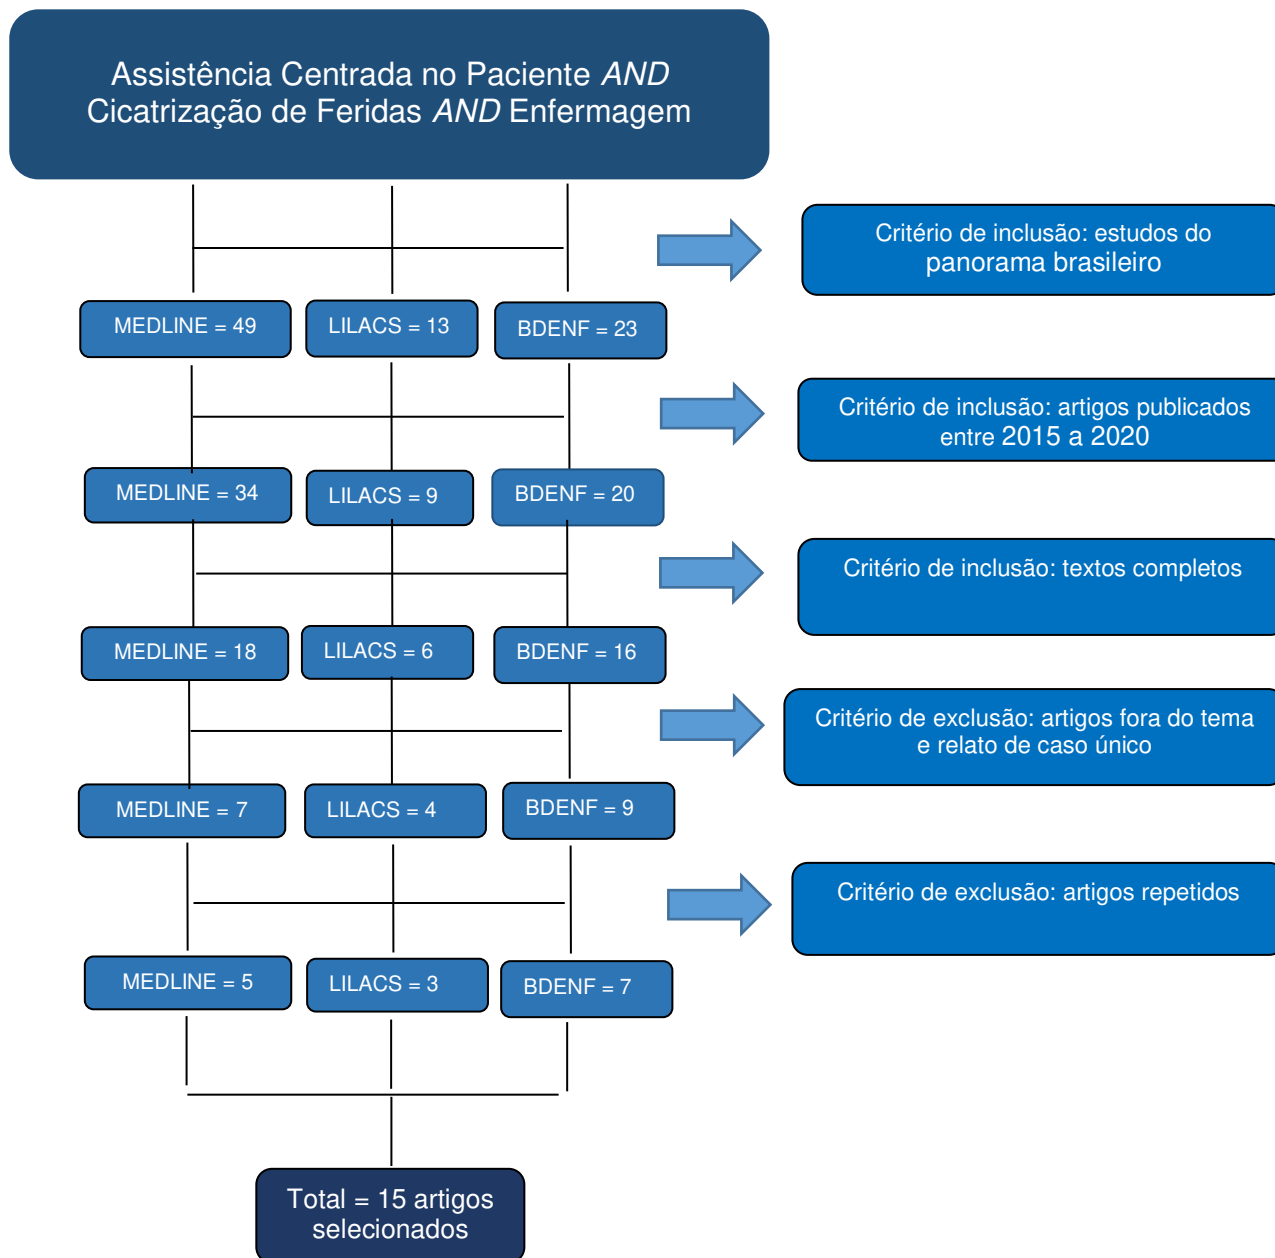 Assistência Centrada no Paciente AND
Cicatrização de Feridas AND Enfermagem
Critério de inclusão: estudos do
panorama brasileiro
MEDLINE = 49
LILACS = 13
BDENF = 23
Critério de inclusão: artigos publicados
entre 2015 a 2020
MEDLINE = 34
LILACS = 9
BDENF = 20
Critério de inclusão: textos completos
MEDLINE = 18
LILACS = 6
BDENF = 16
Critério de exclusão: artigos fora do tema
e relato de caso único
MEDLINE = 7
LILACS = 4
BDENF = 9
Critério de exclusão: artigos repetidos
MEDLINE = 5
LILACS = 3
BDENF = 7
Total = 15 artigos
selecionados